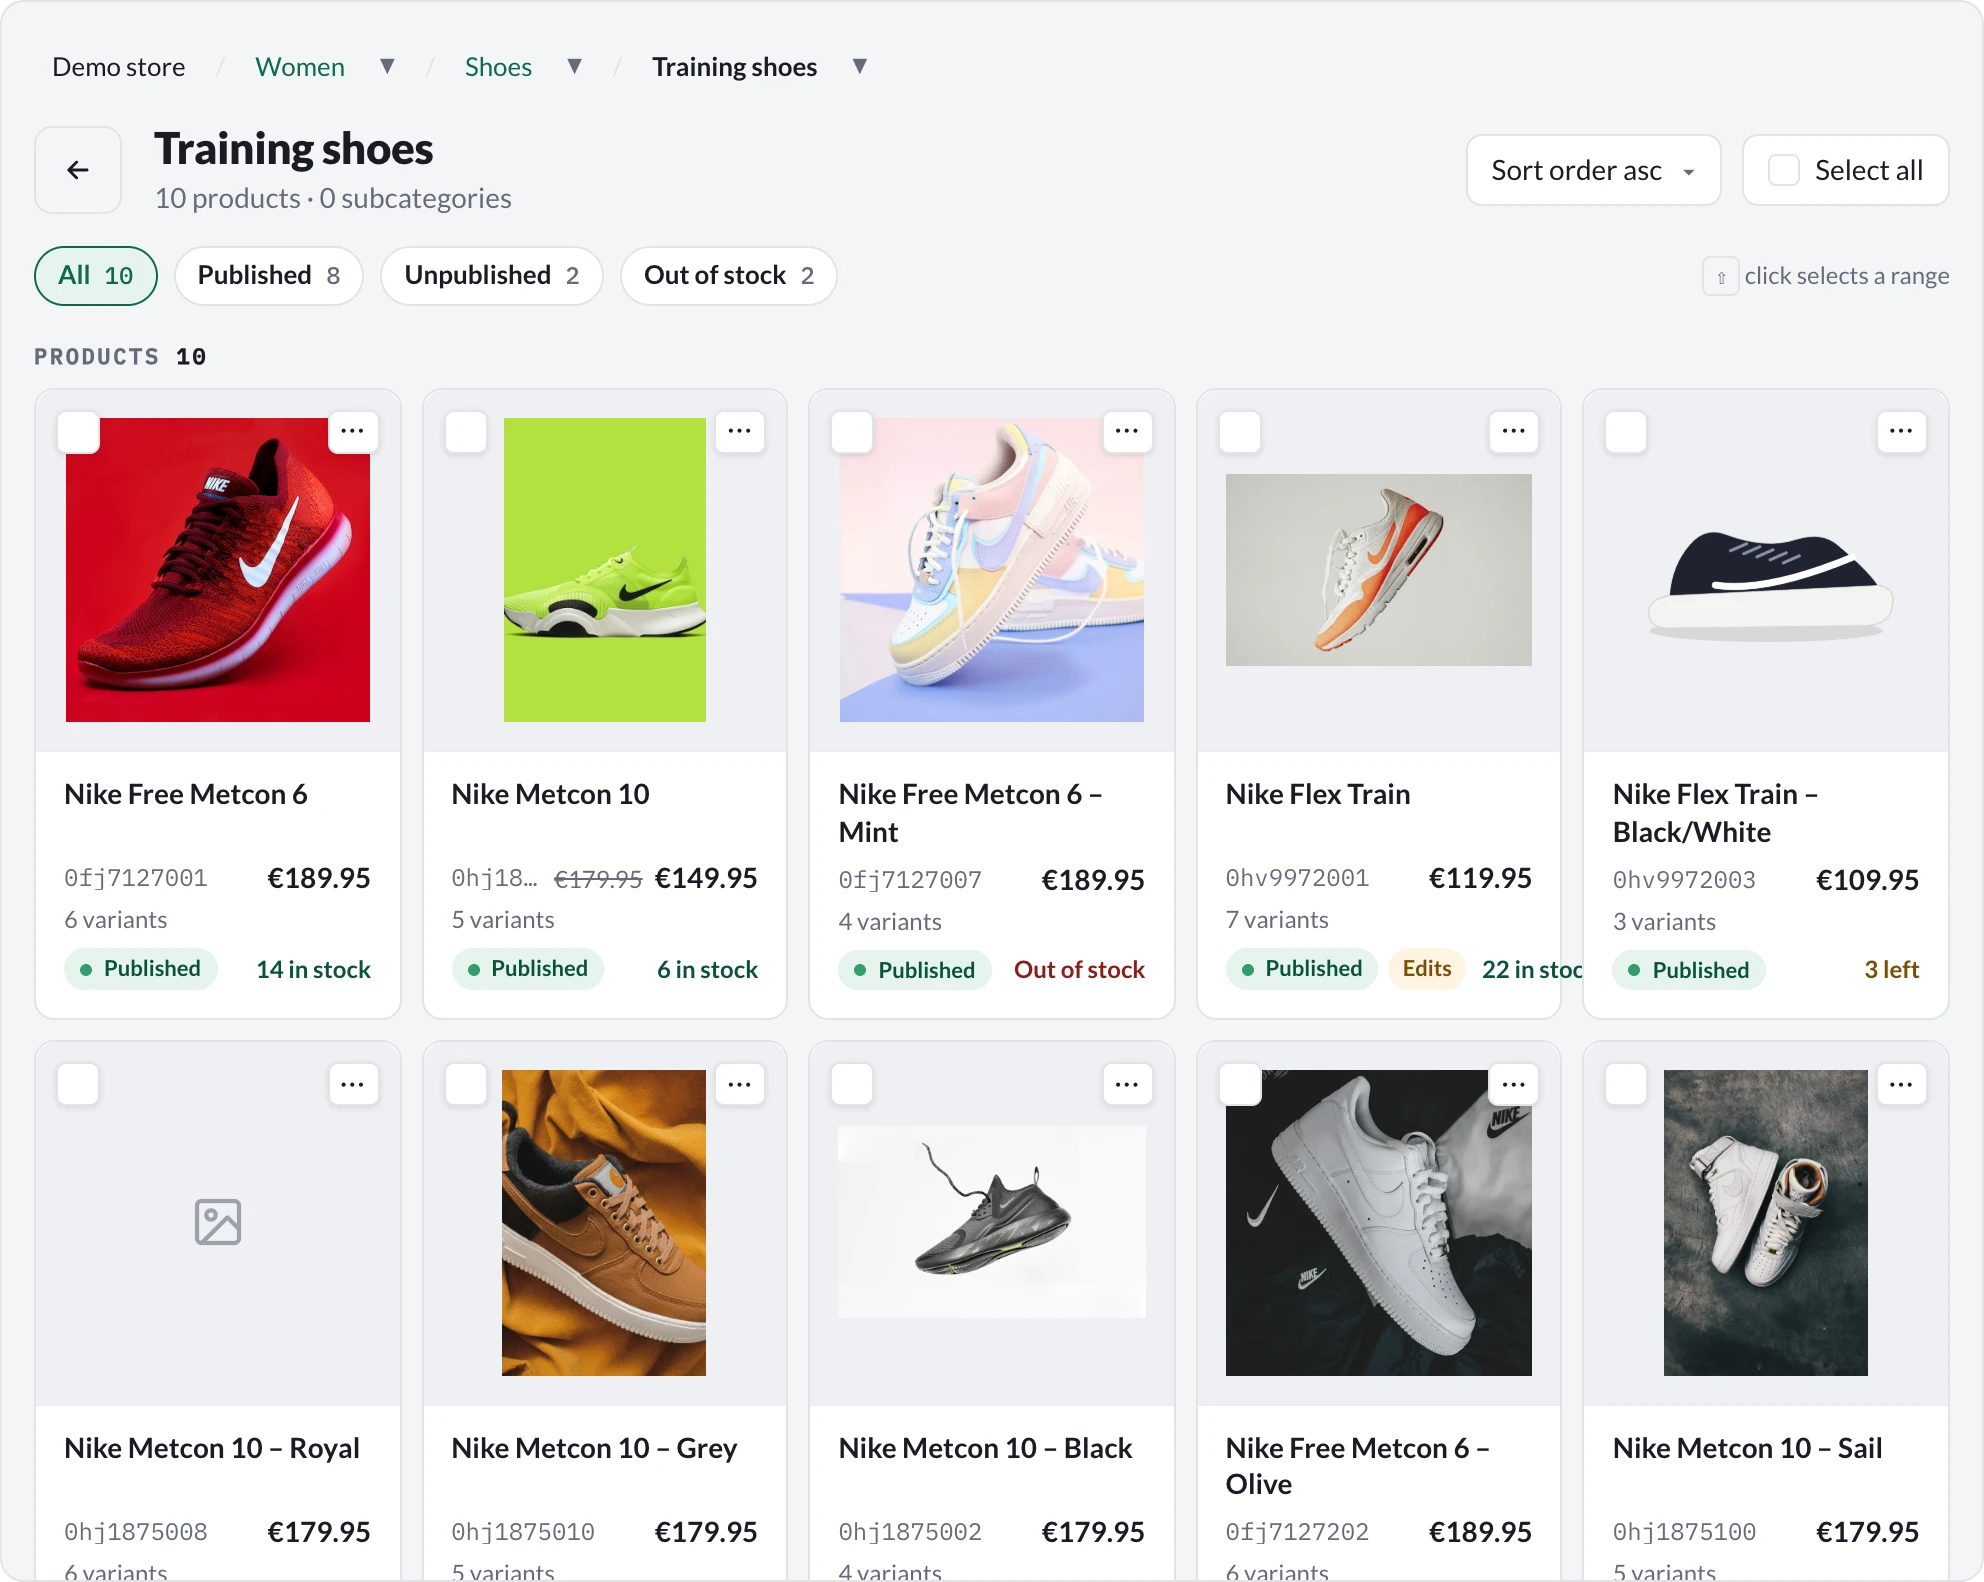 Demo store / Women ▼ / Shoes ▼ / Training shoes ▼
Training shoes
10 products · 0 subcategories
Sort order asc
Select all
All 10
Published 8
Unpublished 2
Out of stock 2
⇧ click selects a range
PRODUCTS 10
NIKE
Nike Free Metcon 6
0fj7127001 €189.95
6 variants
Published 14 in stock
Nike Metcon 10
0hj18… €179.95 €149.95
5 variants
Published 6 in stock
Nike Free Metcon 6 –
Mint
0fj7127007 €189.95
4 variants
Published Out of stock
Nike Flex Train
0hv9972001 €119.95
7 variants
Published Edits 22 in stoc
Nike Flex Train –
Black/White
0hv9972003 €109.95
3 variants
Published 3 left
Nike Metcon 10 – Royal
0hj1875008 €179.95
6 variants
Nike Metcon 10 – Grey
0hj1875010 €179.95
5 variants
Nike Metcon 10 – Black
0hj1875002 €179.95
4 variants
NIKE
NIKE
Nike Free Metcon 6 –
Olive
0fj7127202 €189.95
6 variants
Nike Metcon 10 – Sail
0hj1875100 €179.95
5 variants